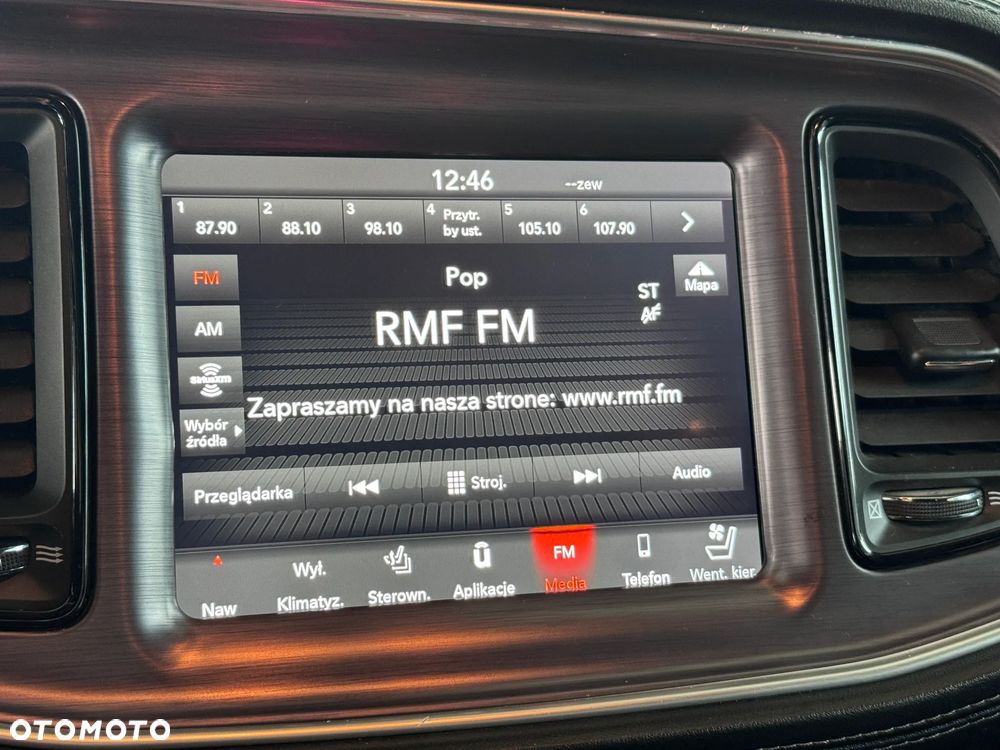 12:46 --zew
1 87.90
2 88.10
3 98.10
4 Przytr. by ust.
5 105.10
6 107.90
FM
Pop
ST
AF
Mapa
AM
RMF FM
siriusxm
Zapraszamy na nasza strone: www.rmf.fm
Wybór
źródła
Przeglądarka
Stroj.
Audio
Naw
Wył.
Klimatyz.
Sterown.
Aplikacje
FM
Media
Telefon
Went. kier
OTOMOTO